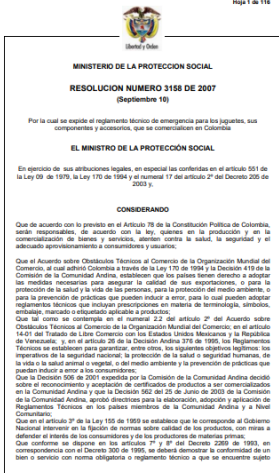 Hoja 1 de 116
Libertad y Orden
MINISTERIO DE LA PROTECCION SOCIAL
RESOLUCION NUMERO 3158 DE 2007
(Septiembre 10)
Por la cual se expide el reglamento técnico de emergencia para los juguetes, sus
componentes y accesorios, que se comercialicen en Colombia
EL MINISTRO DE LA PROTECCIÓN SOCIAL
En ejercicio de sus atribuciones legales, en especial las conferidas en el artículo 551 de
la Ley 09 de 1979, la Ley 170 de 1994 y el numeral 17 del artículo 2º del Decreto 205 de
2003 y,
CONSIDERANDO
Que de acuerdo con lo previsto en el Artículo 78 de la Constitución Política de Colombia,
serán responsables, de acuerdo con la ley, quienes en la producción y en la
comercialización de bienes y servicios, atenten contra la salud, la seguridad y el
adecuado aprovisionamiento a consumidores y usuarios;
Que el Acuerdo sobre Obstáculos Técnicos al Comercio de la Organización Mundial del
Comercio, al cual adhirió Colombia a través de la Ley 170 de 1994 y la Decisión 419 de la
Comisión de la Comunidad Andina, establecen que los países tienen derecho a adoptar
las medidas necesarias para asegurar la calidad de sus exportaciones, o para la
protección de la salud y la vida de las personas, para la protección del medio ambiente, o
para la prevención de prácticas que pueden inducir a error, para lo cual pueden adoptar
reglamentos técnicos que incluyan prescripciones en materia de terminología, símbolos,
embalaje, marcado o etiquetado aplicable a productos;
Que tal como se contempla en el numeral 2.2 del artículo 2º del Acuerdo sobre
Obstáculos Técnicos al Comercio de la Organización Mundial del Comercio; en el artículo
14-01 del Tratado de Libre Comercio con los Estados Unidos Mexicanos y la República
de Venezuela; y, en el artículo 26 de la Decisión Andina 376 de 1995, los Reglamentos
Técnicos se establecen para garantizar, entre otros, los siguientes objetivos legítimos: los
imperativos de la seguridad nacional; la protección de la salud o seguridad humanas, de
la vida o la salud animal o vegetal, o del medio ambiente y la prevención de prácticas que
puedan inducir a error a los consumidores;
Que la Decisión 506 de 2001 expedida por la Comisión de la Comunidad Andina decidió
sobre el reconocimiento y aceptación de certificados de productos a ser comercializados
en la Comunidad Andina y que la Decisión 562 del 25 de Junio de 2003 de la Comisión
de la Comunidad Andina, aprobó directrices para la elaboración, adopción y aplicación de
Reglamentos Técnicos en los países miembros de la Comunidad Andina y a Nivel
Comunitario;
Que en el artículo 3º de la Ley 155 de 1959 se establece que le corresponde al Gobierno
Nacional intervenir en la fijación de normas sobre calidad de los productos, con miras a
defender el interés de los consumidores y de los productores de materias primas;
Que conforme se dispone en los artículos 7º y 8º del Decreto 2269 de 1993, en
correspondencia con el Decreto 300 de 1995, se deberá demostrar la conformidad de un
bien o servicio con norma obligatoria o reglamento técnico a que se encuentre sujeto